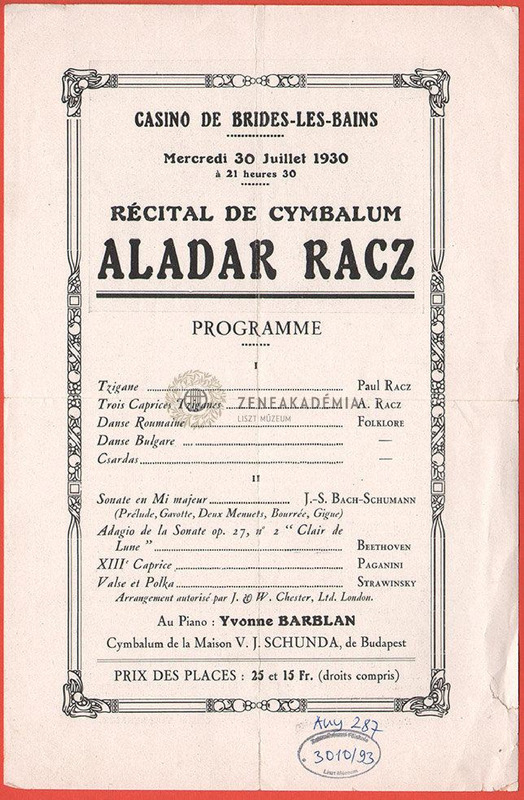 CASINO DE BRIDES-LES-BAINS
Mercredi 30 Juillet 1930
à 21 heures 30
RÉCITAL DE CYMBALUM
ALADAR RACZ
PROGRAMME
I
Tzigane Paul Racz
Trois Caprices Tziganes A. Racz
Danse Roumaine Folklore
Danse Bulgare —
Csardas —
ZENEAKADÉMIA
LISZT MÚZEUM
II
Sonate en Mi majeur J.-S. Bach-Schumann
(Prélude, Gavotte, Deux Menuets, Bourrée, Gigue)
Adagio de la Sonate op. 27, nº 2 “ Clair de
Lune ” Beethoven
XIIIe Caprice Paganini
Valse et Polka Strawinsky
Arrangement autorisé par J. & W. Chester, Ltd. London.
Au Piano : Yvonne BARBLAN
Cymbalum de la Maison V. J. SCHUNDA, de Budapest
PRIX DES PLACES : 25 et 15 Fr. (droits compris)
Any 287
3010/93